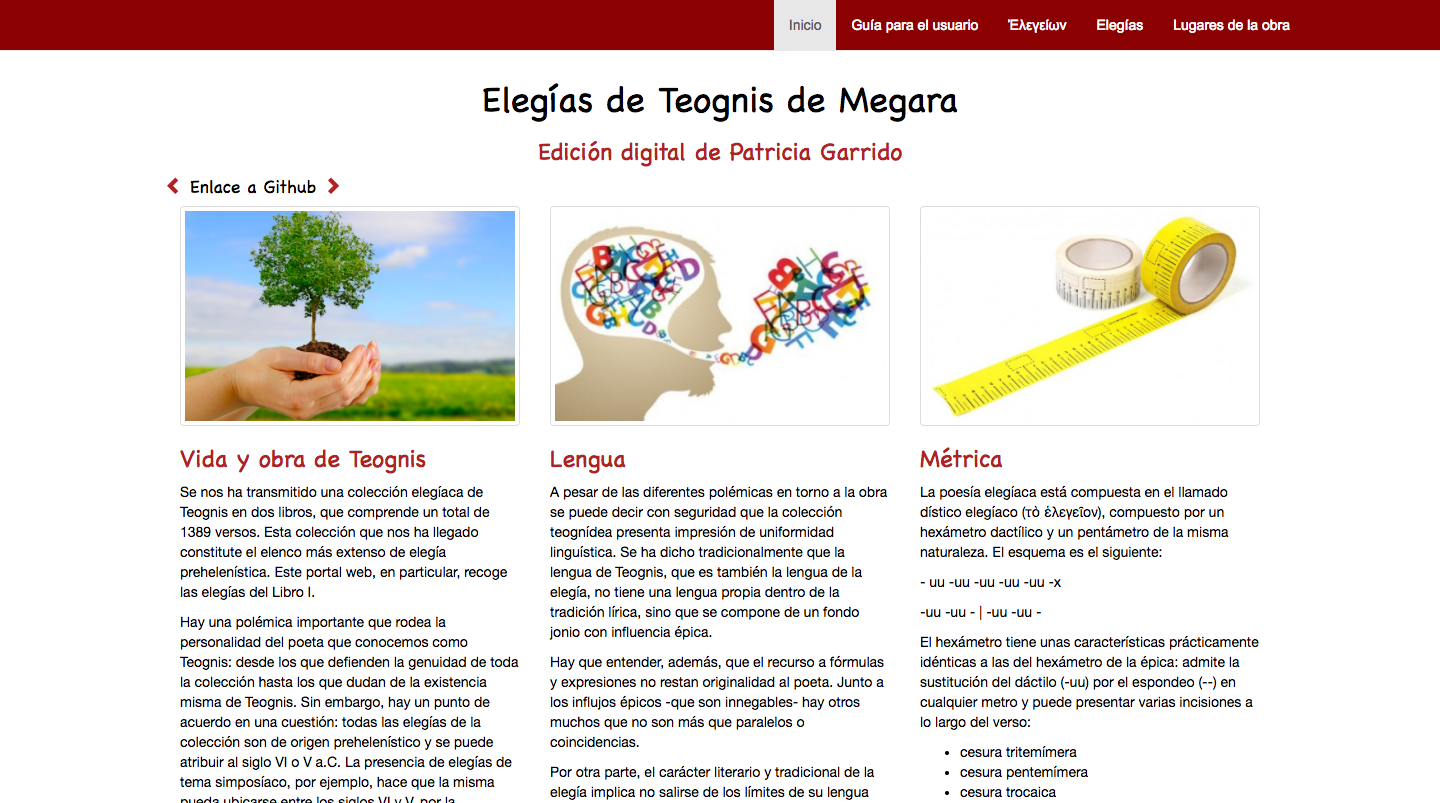 Inicio Guía para el usuario Ἐλεγείων Elegías Lugares de la obra
Elegías de Teognis de Megara
Edición digital de Patricia Garrido
Enlace a Github
Vida y obra de Teognis
Se nos ha transmitido una colección elegíaca de
Teognis en dos libros, que comprende un total de
1389 versos. Esta colección que nos ha llegado
constitute el elenco más extenso de elegía
prehelenística. Este portal web, en particular, recoge
las elegías del Libro I.
Hay una polémica importante que rodea la
personalidad del poeta que conocemos como
Teognis: desde los que defienden la genuidad de toda
la colección hasta los que dudan de la existencia
misma de Teognis. Sin embargo, hay un punto de
acuerdo en una cuestión: todas las elegías de la
colección son de origen prehelenístico y se puede
atribuir al siglo VI o V a.C. La presencia de elegías de
tema simposíaco, por ejemplo, hace que la misma
pueda ubicarse entre los siglos VI y V, por la
Lengua
A pesar de las diferentes polémicas en torno a la obra
se puede decir con seguridad que la colección
teognídea presenta impresión de uniformidad
linguística. Se ha dicho tradicionalmente que la
lengua de Teognis, que es también la lengua de la
elegía, no tiene una lengua propia dentro de la
tradición lírica, sino que se compone de un fondo
jonio con influencia épica.
Hay que entender, además, que el recurso a fórmulas
y expresiones no restan originalidad al poeta. Junto a
los influjos épicos -que son innegables- hay otros
muchos que no son más que paralelos o
coincidencias.
Por otra parte, el carácter literario y tradicional de la
elegía implica no salirse de los límites de su lengua
Métrica
La poesía elegíaca está compuesta en el llamado
dístico elegíaco (τὸ ἐλεγεῖον), compuesto por un
hexámetro dactílico y un pentámetro de la misma
naturaleza. El esquema es el siguiente:
- uu -uu -uu -uu -uu -x
-uu -uu - | -uu -uu -
El hexámetro tiene unas características prácticamente
idénticas a las del hexámetro de la épica: admite la
sustitución del dáctilo (-uu) por el espondeo (--) en
cualquier metro y puede presentar varias incisiones a
lo largo del verso:
• cesura tritemímera
• cesura pentemímera
• cesura trocaica